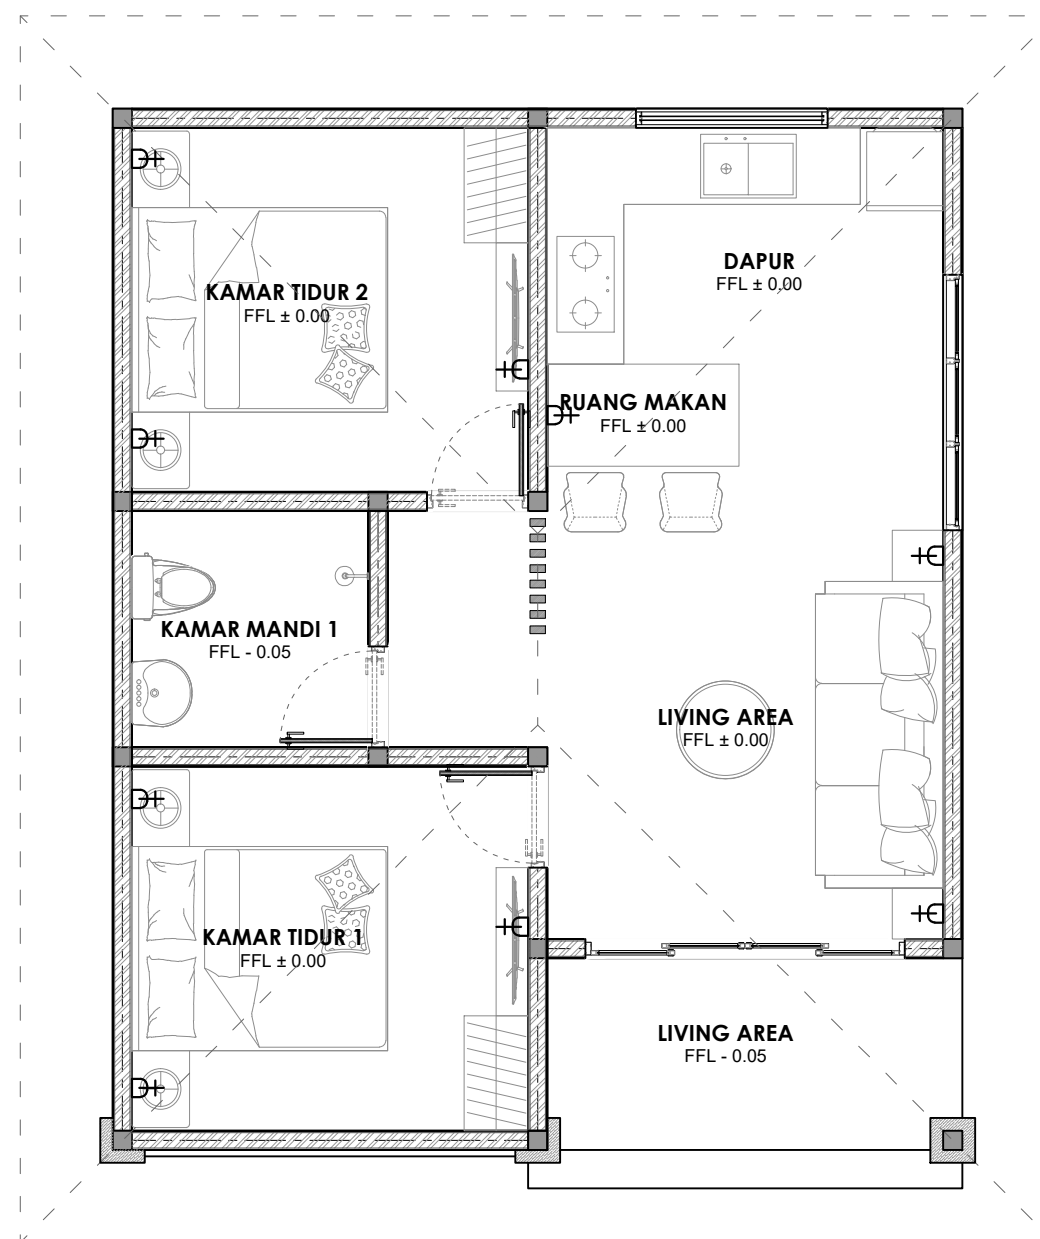 DAPUR
FFL ± 0.00
KAMAR TIDUR 2
FFL ± 0.00
RUANG MAKAN
FFL ± 0.00
KAMAR MANDI 1
FFL - 0.05
LIVING AREA
FFL ± 0.00
KAMAR TIDUR 1
FFL ± 0.00
LIVING AREA
FFL - 0.05